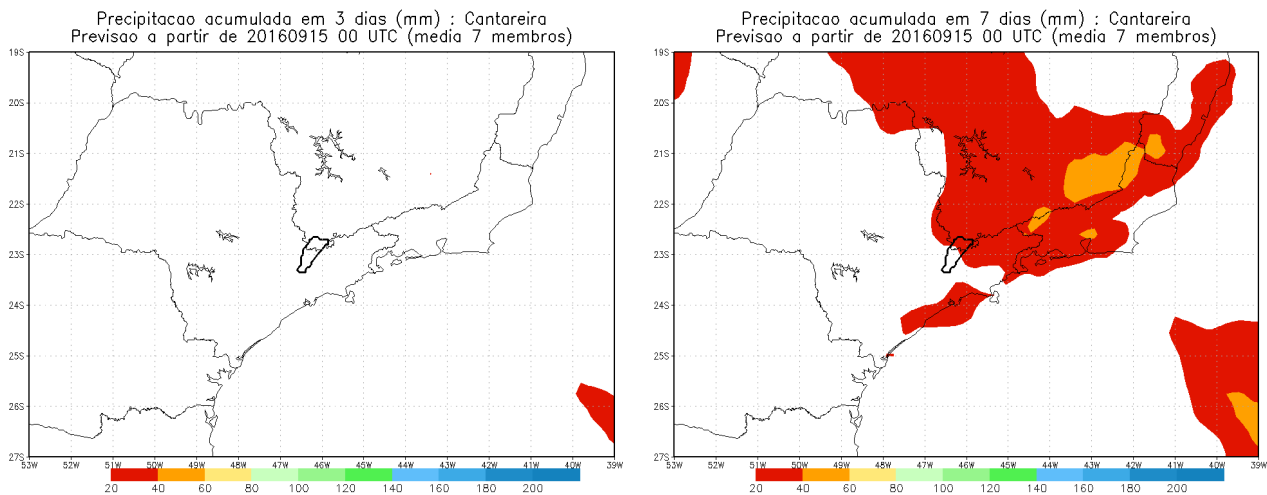 Precipitacao acumulada em 3 dias (mm) : Cantareira
Previsao a partir de 20160915 00 UTC (media 7 membros)
19S
20S
21S
22S
23S
24S
25S
26S
27S
53W 52W 51W 50W 49W 48W 47W 46W 45W 44W 43W 42W 41W 40W 39W
20 40 60 80 100 120 140 160 180 200
Precipitacao acumulada em 7 dias (mm) : Cantareira
Previsao a partir de 20160915 00 UTC (media 7 membros)
19S
20S
21S
22S
23S
24S
25S
26S
27S
53W 52W 51W 50W 49W 48W 47W 46W 45W 44W 43W 42W 41W 40W 39W
20 40 60 80 100 120 140 160 180 200